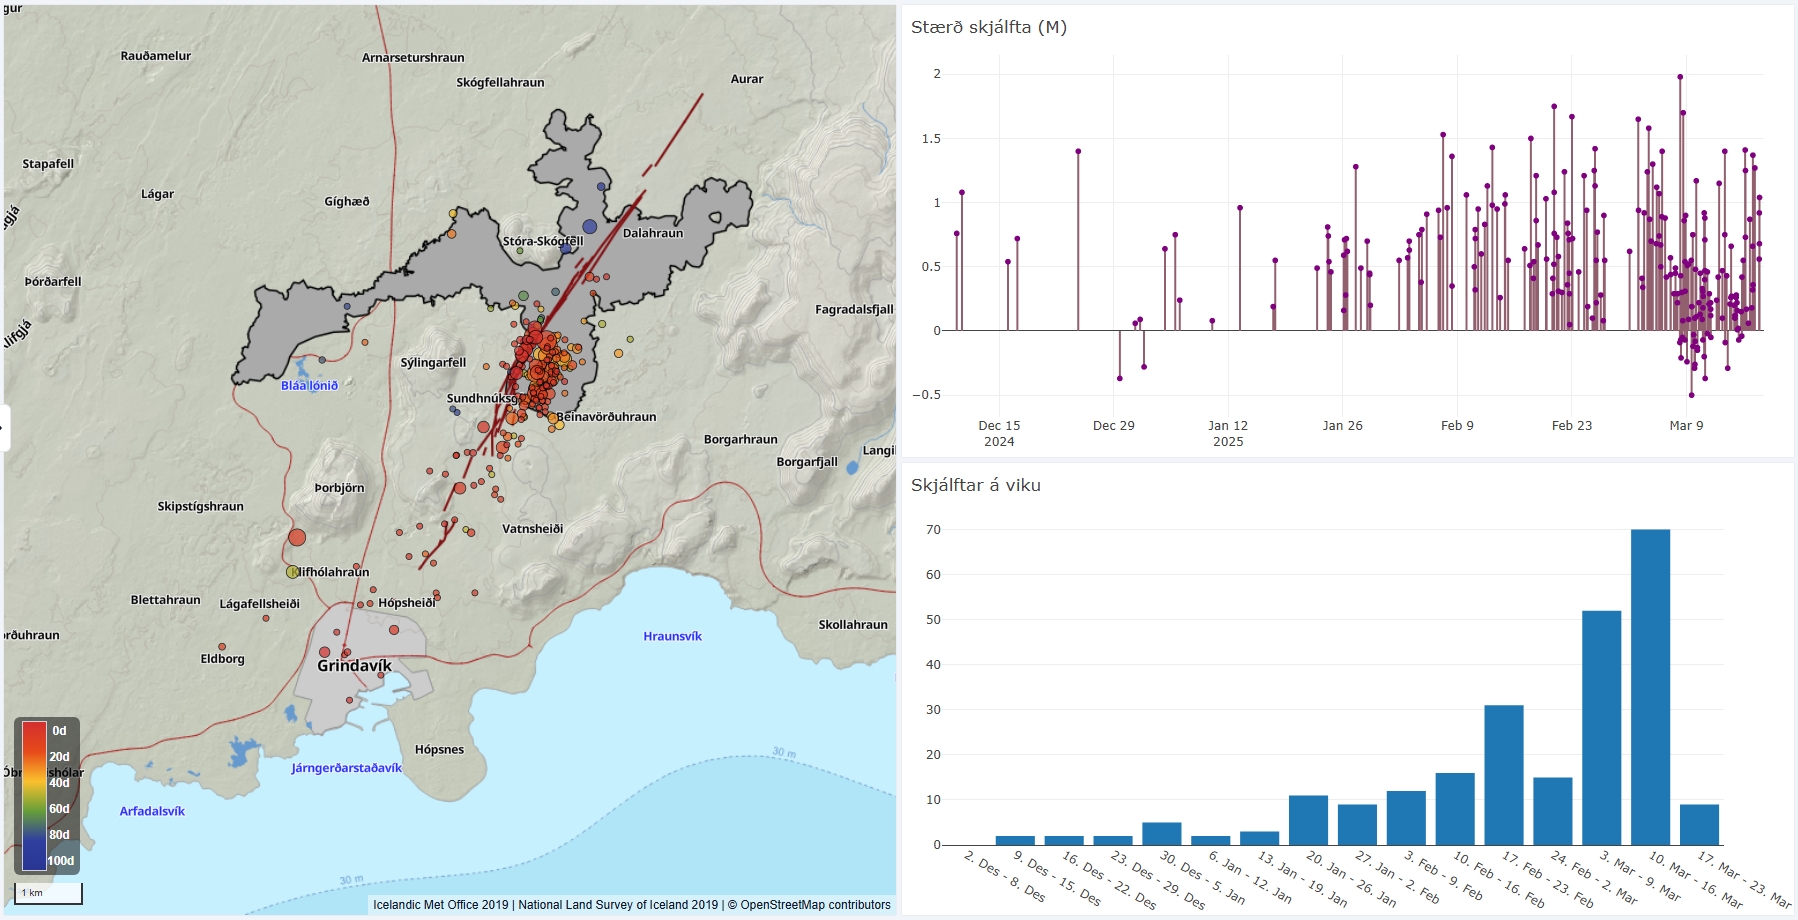 gur
Rauðamelur
Arnarseturshraun
Skógfellahraun
Aurar
Stapafell
Lágar
Gíghæð
gjá
Stóra-Skógfell
Dalahraun
Þórðarfell
Fagradalsfjall
lifgjá
Sýlingarfell
Bláa lónið
Sundhnúksg
Beinavörðuhraun
Borgarhraun
Langi
Borgarfjall
Þorbjörn
Skipstígshraun
Vatnsheiði
Klifhólahraun
Blettahraun
Lágafellsheiði
Hópsheiði
Skollahraun
orðuhraun
Hraunsvík
Eldborg
Grindavík
Hópsnes
30 m
Járngerðarstaðavík
Arfadalsvík
30 m
0d
20d
40d
60d
80d
100d
1 km
Icelandic Met Office 2019 | National Land Survey of Iceland 2019 | © OpenStreetMap contributors
Stærð skjálfta (M)
2
1.5
1
0.5
0
−0.5
Dec 15
2024
Dec 29
Jan 12
2025
Jan 26
Feb 9
Feb 23
Mar 9
Skjálftar á viku
70
60
50
40
30
20
10
0
2. Des - 8. Des
9. Des - 15. Des
16. Des - 22. Des
23. Des - 29. Des
30. Des - 5. Jan
6. Jan - 12. Jan
13. Jan - 19. Jan
20. Jan - 26. Jan
27. Jan - 2. Feb
3. Feb - 9. Feb
10. Feb - 16. Feb
17. Feb - 23. Feb
24. Feb - 2. Mar
3. Mar - 9. Mar
10. Mar - 16. Mar
17. Mar - 23. Mar